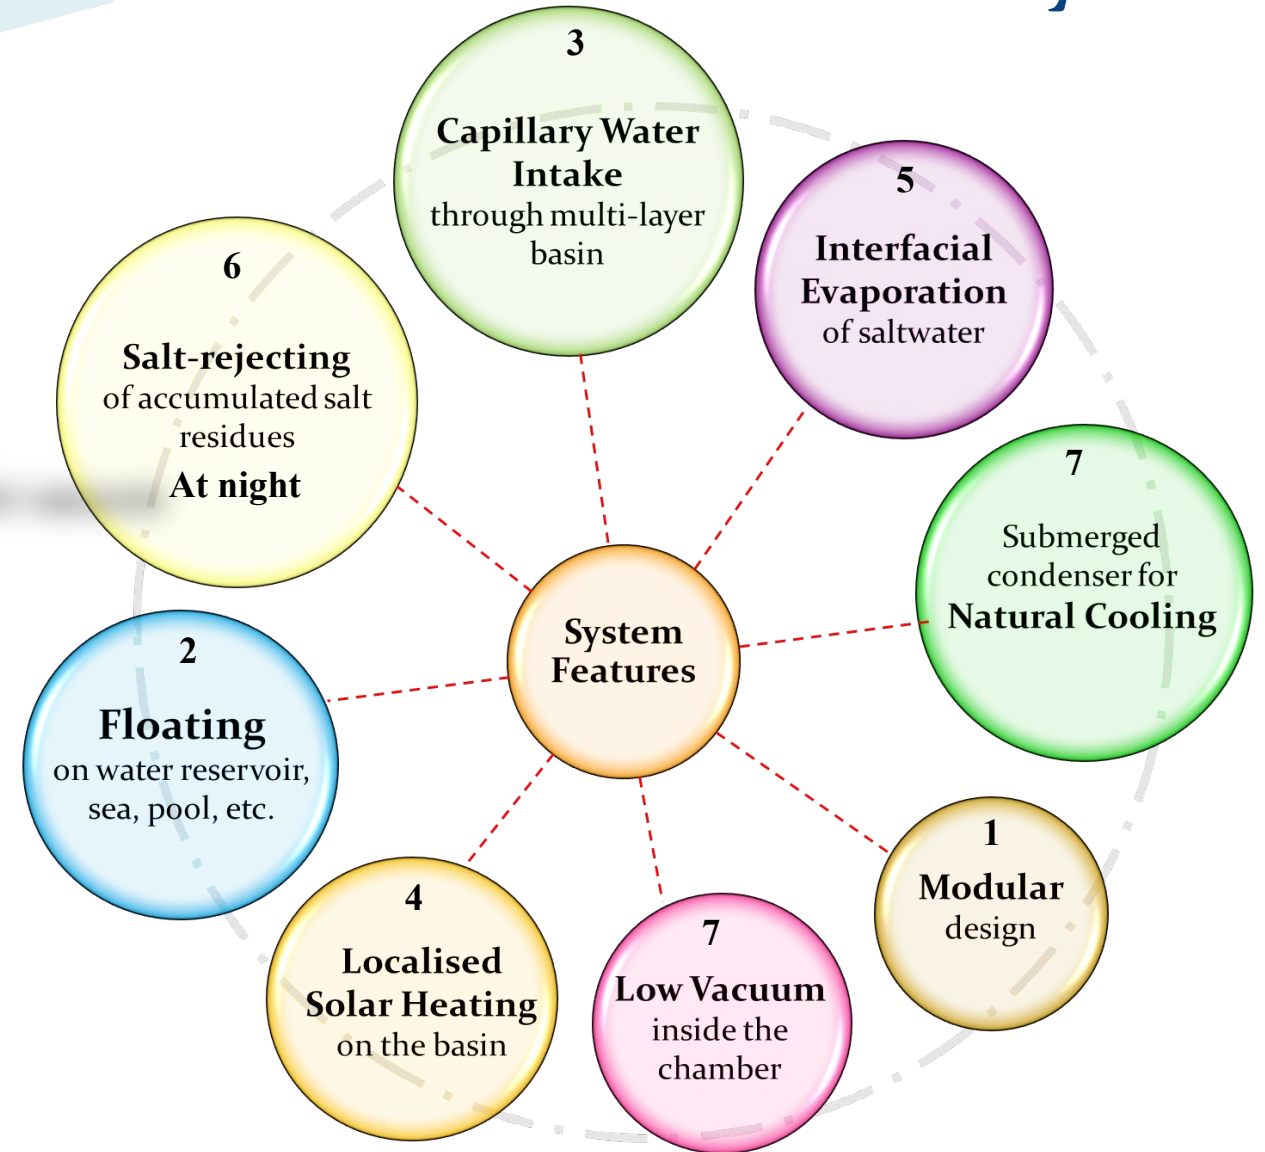 3
Capillary Water
Intake
through multi-layer
basin
5
Interfacial
Evaporation
of saltwater
6
Salt-rejecting
of accumulated salt
residues
At night
7
Submerged
condenser for
Natural Cooling
System
Features
2
Floating
on water reservoir,
sea, pool, etc.
1
Modular
design
4
Localised
Solar Heating
on the basin
7
Low Vacuum
inside the
chamber